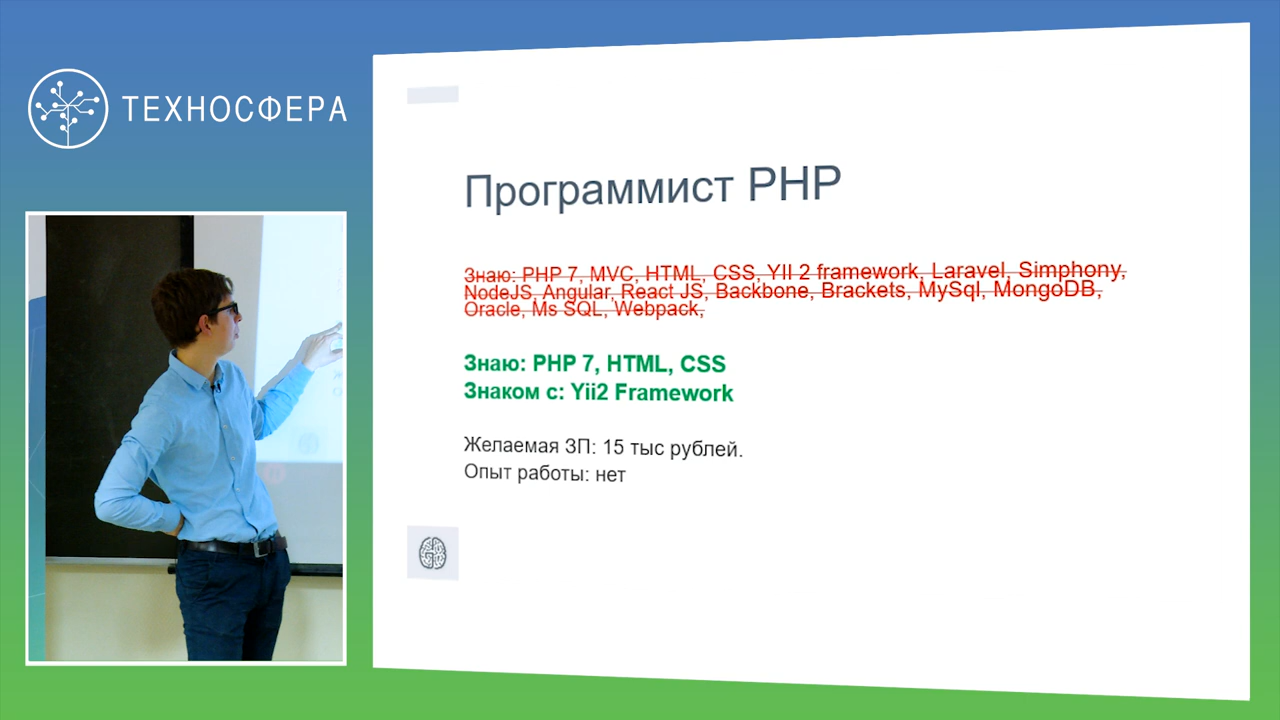 ТЕХНОСФЕРА
Программист PHP
Знаю: PHP 7, MVC, HTML, CSS, YII 2 framework, Laravel, Simphony,
NodeJS, Angular, React JS, Backbone, Brackets, MySql, MongoDB,
Oracle, Ms SQL, Webpack,
Знаю: PHP 7, HTML, CSS
Знаком с: Yii2 Framework
Желаемая ЗП: 15 тыс рублей.
Опыт работы: нет